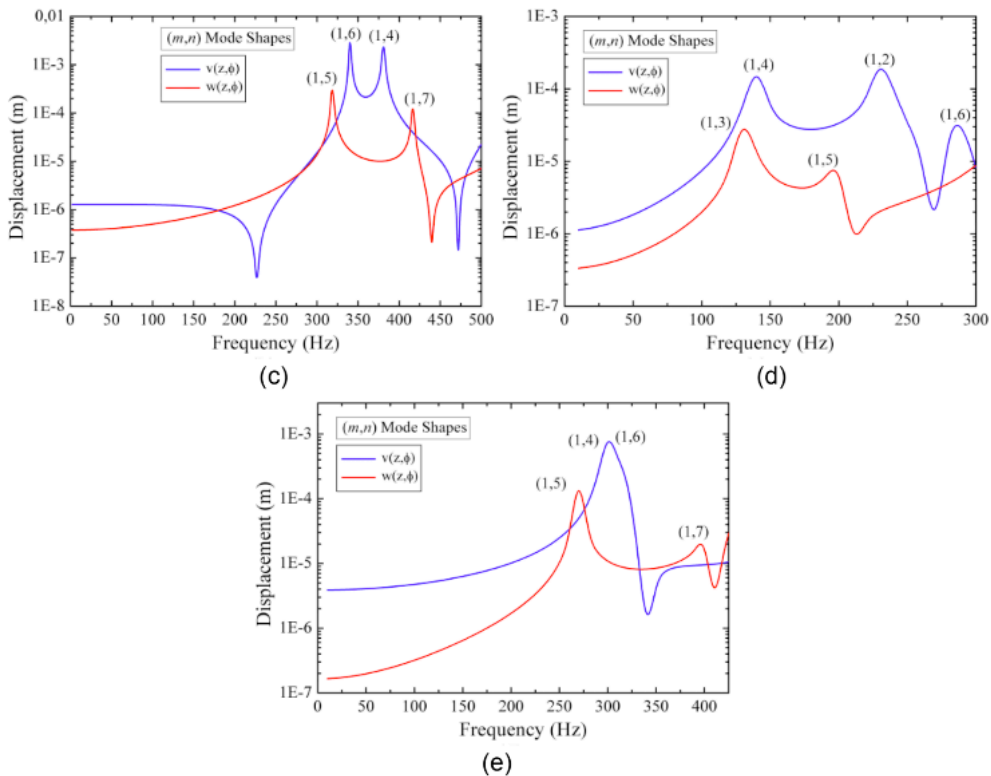 0,01
1E-3
1E-4
1E-5
1E-6
1E-7
1E-8
Displacement (m)
(m,n) Mode Shapes
v(z,ϕ)
w(z,ϕ)
(1,6)
(1,4)
(1,5)
(1,7)
0 50 100 150 200 250 300 350 400 450 500
Frequency (Hz)
(c)
1E-3
1E-4
1E-5
1E-6
1E-7
Displacement (m)
(m,n) Mode Shapes
v(z,ϕ)
w(z,ϕ)
(1,4)
(1,2)
(1,3)
(1,6)
(1,5)
0 50 100 150 200 250 300
Frequency (Hz)
(d)
1E-3
1E-4
1E-5
1E-6
1E-7
Displacement (m)
(m,n) Mode Shapes
v(z,ϕ)
w(z,ϕ)
(1,4) (1,6)
(1,5)
(1,7)
0 50 100 150 200 250 300 350 400
Frequency (Hz)
(e)